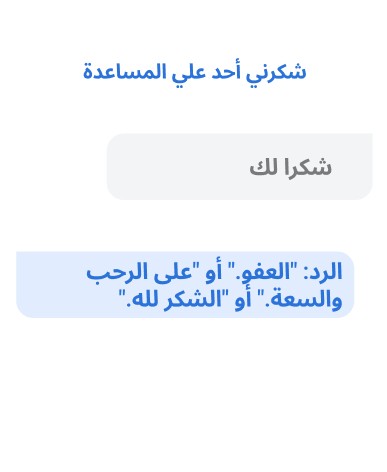 شكرني أحد علي المساعدة
شكرا لك
الرد: "العفو." أو "على الرحب
والسعة." أو "الشكر لله."